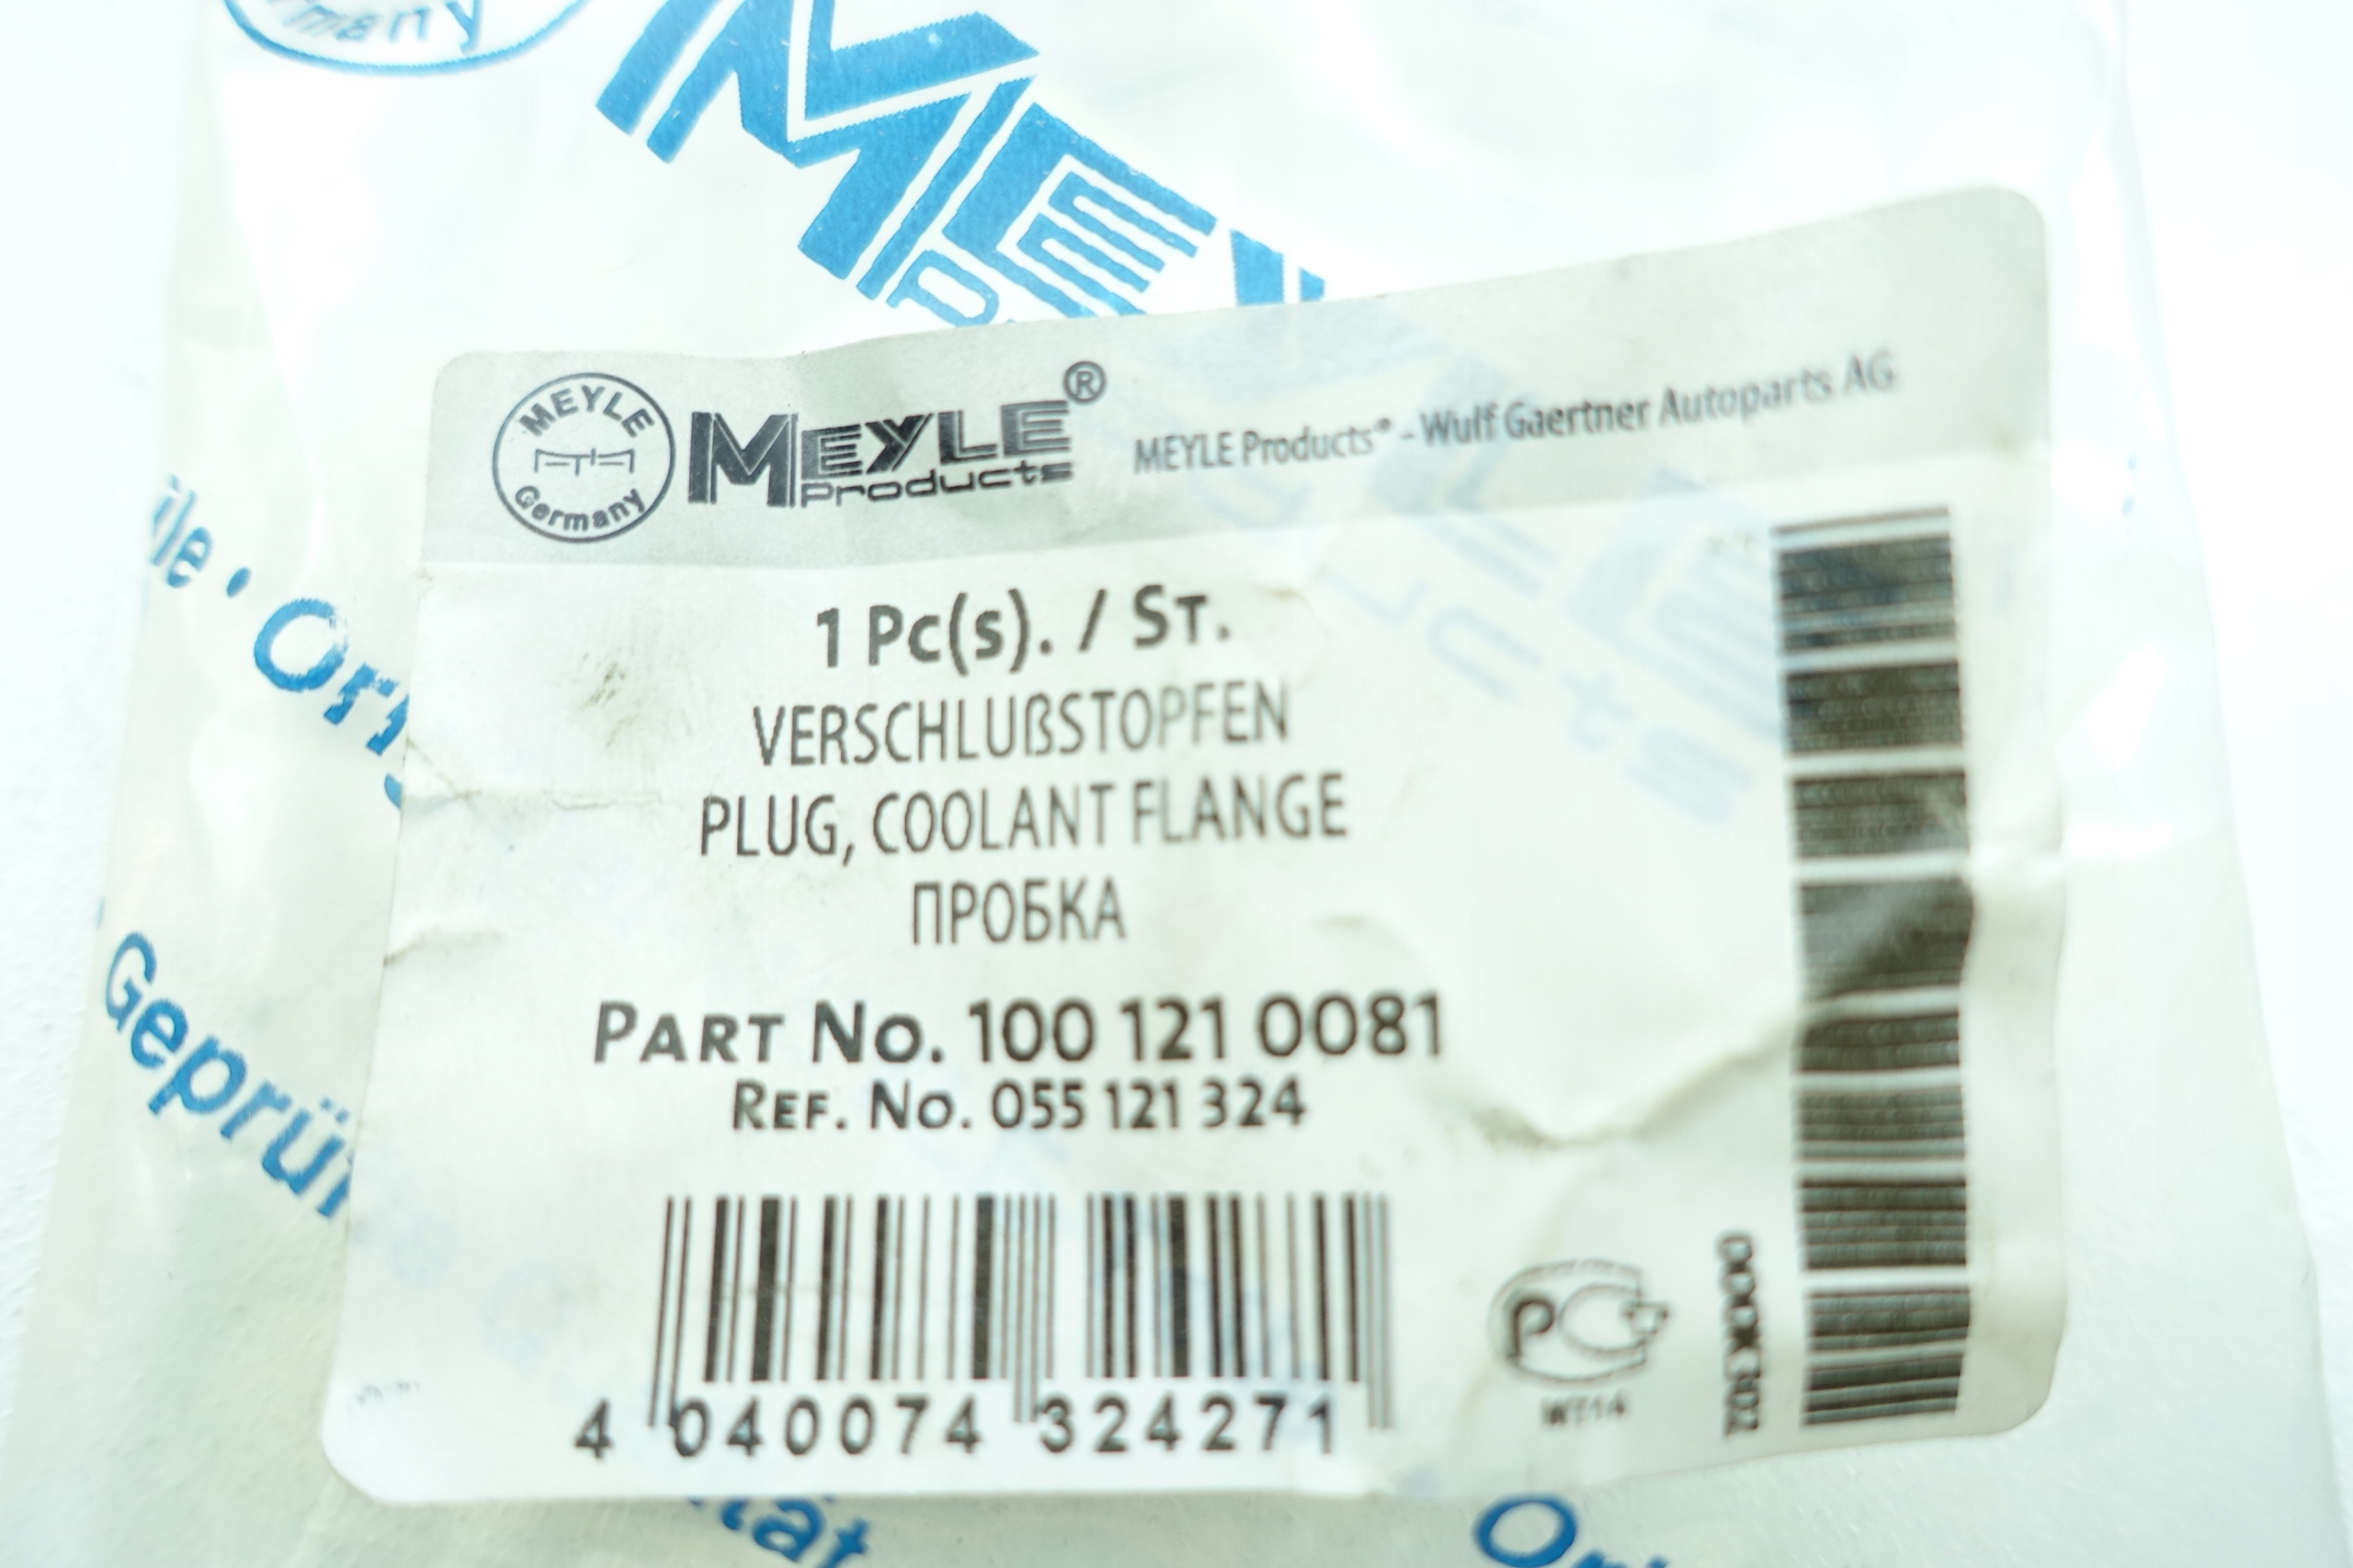 MEYLE
Germany
MEYLE®
Products
MEYLE Products® - Wulf Gaertner Autoparts AG
1 Pc(s). / St.
VERSCHLUßSTOPFEN
PLUG, COOLANT FLANGE
ПРОБКА
PART NO. 100 121 0081
REF. NO. 055 121 324
4 040074 324271
PC
MT14